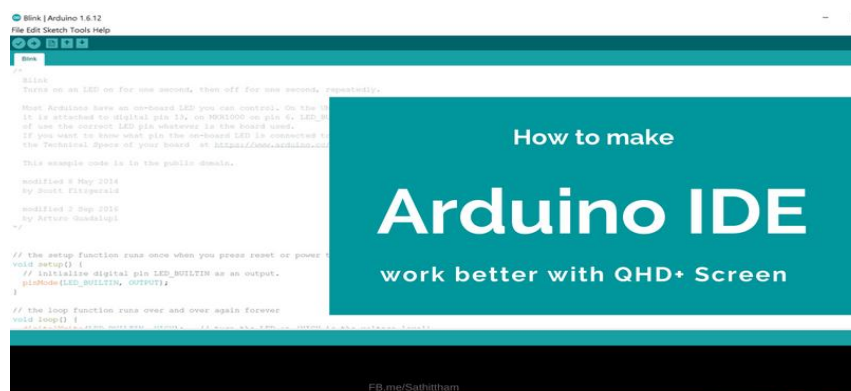 Blink | Arduino 1.6.12
File Edit Sketch Tools Help
Blink
/*
Blink
Turns on an LED on for one second, then off for one second, repeatedly.
Most Arduinos have an on-board LED you can control. On the
it is attached to digital pin 13, on MKR1000 on pin 6. LED_
of use the correct LED pin whatever is the board used.
If you want to know what pin the on-board LED is connected
the Technical Specs of your board at https://www.arduino.cc
This example code is in the public domain.
modified 8 May 2014
by Scott Fitzgerald
modified 2 Sep 2016
by Arturo Guadalupi
*/
// the setup function runs once when you press reset or power
void setup() {
// initialize digital pin LED_BUILTIN as an output.
pinMode(LED_BUILTIN, OUTPUT);
}
// the loop function runs over and over again forever
void loop() {
How to make
Arduino IDE
work better with QHD+ Screen
FB.me/Sathittham